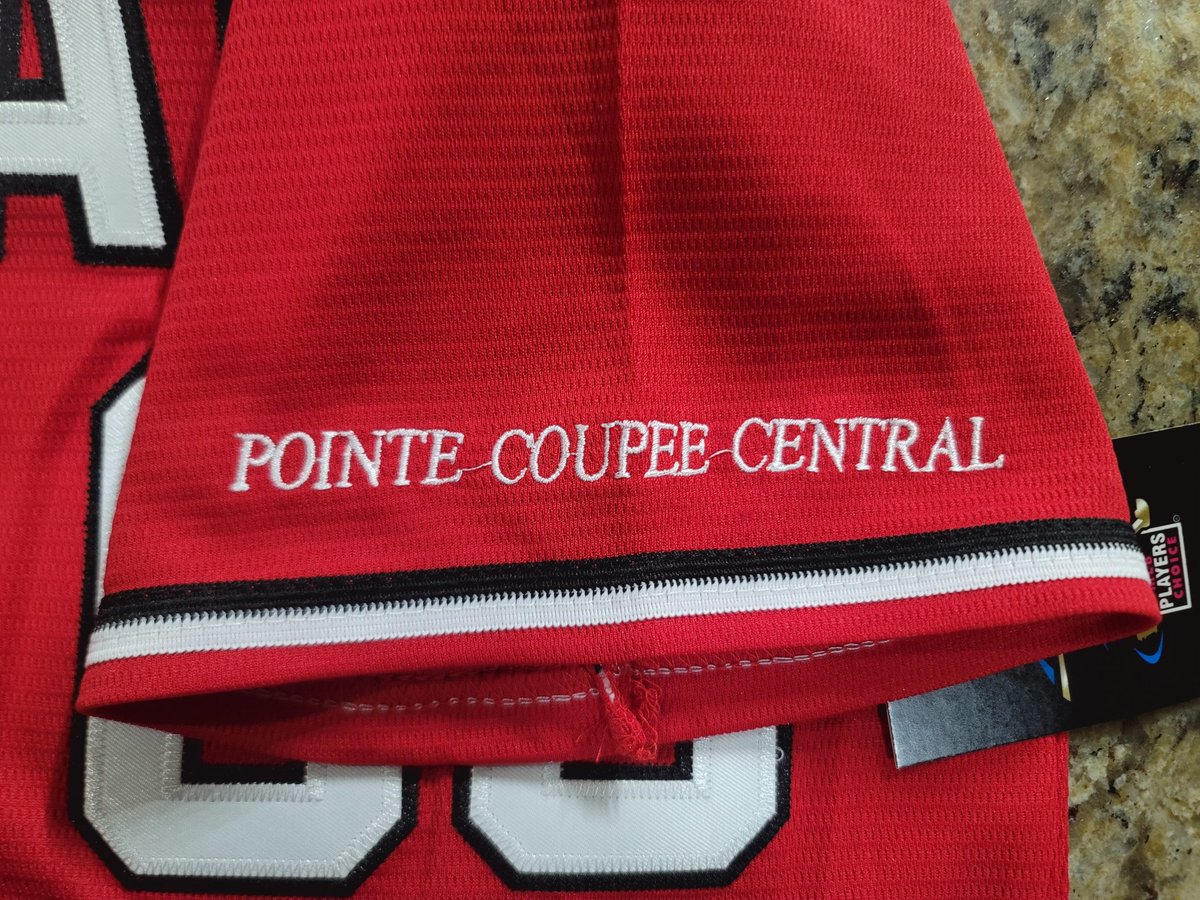 A
POINTE COUPEE CENTRAL
PLAYERS
CHOICE